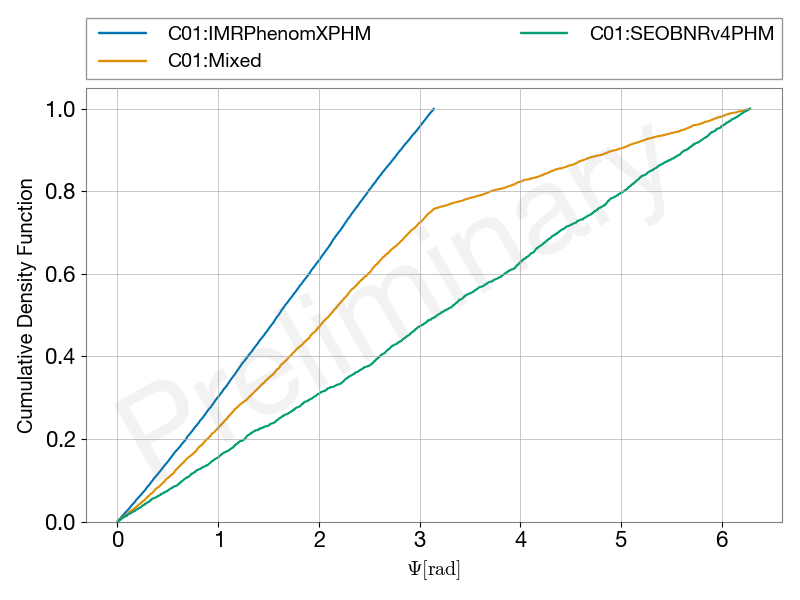 C01:IMRPhenomXPHM
C01:Mixed
C01:SEOBNRv4PHM
Cumulative Density Function
1.0
0.8
0.6
0.4
0.2
0.0
Preliminary
0 1 2 3 4 5 6
Ψ[rad]